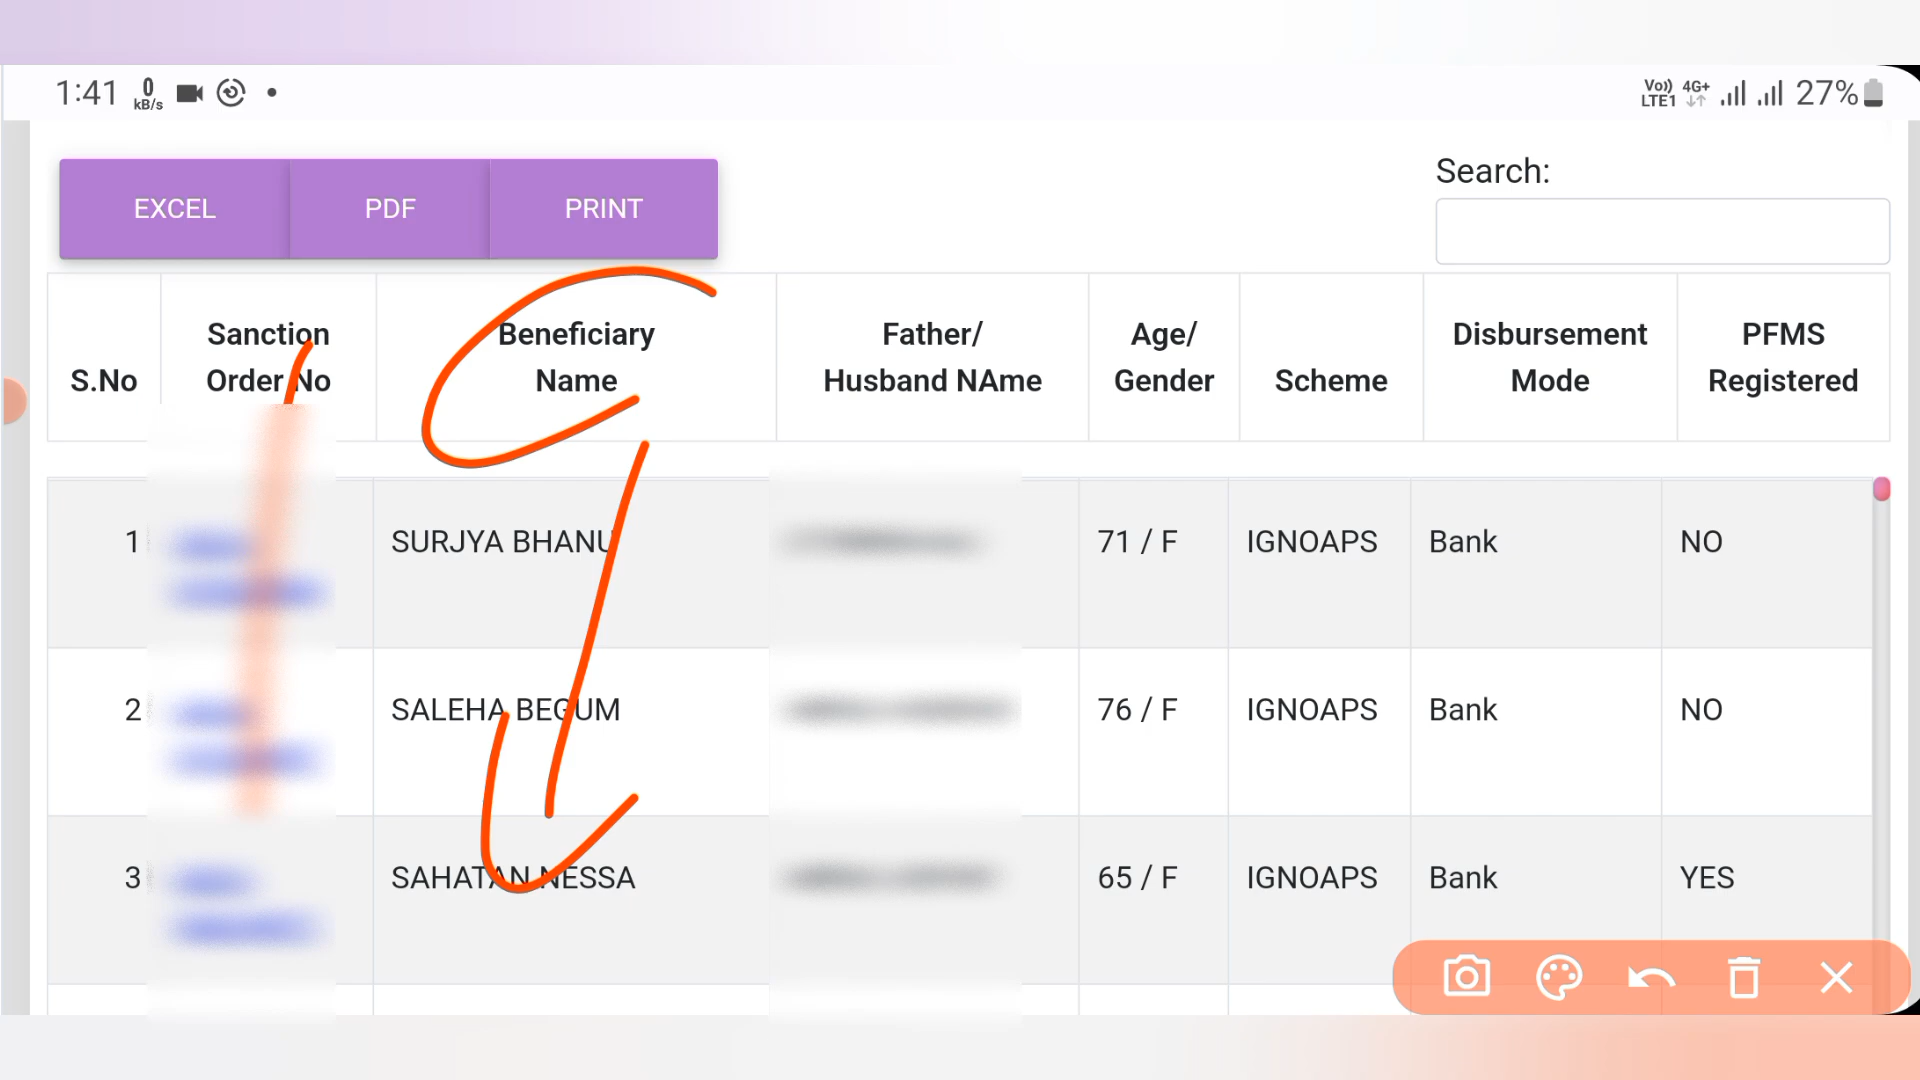 1:41 0 kB/s Vo)) LTE1 4G+ 27%
EXCEL PDF PRINT
Search:
S.No Sanction Order No Beneficiary Name Father/ Husband NAme Age/ Gender Scheme Disbursement Mode PFMS Registered
1 SURJYA BHANU 71 / F IGNOAPS Bank NO
2 SALEHA BEGUM 76 / F IGNOAPS Bank NO
3 SAHATAN NESSA 65 / F IGNOAPS Bank YES